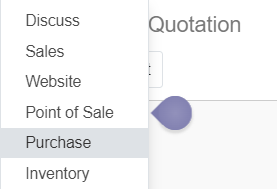 Discuss
Quotation
Sales
Website
Point of Sale
Purchase
Inventory